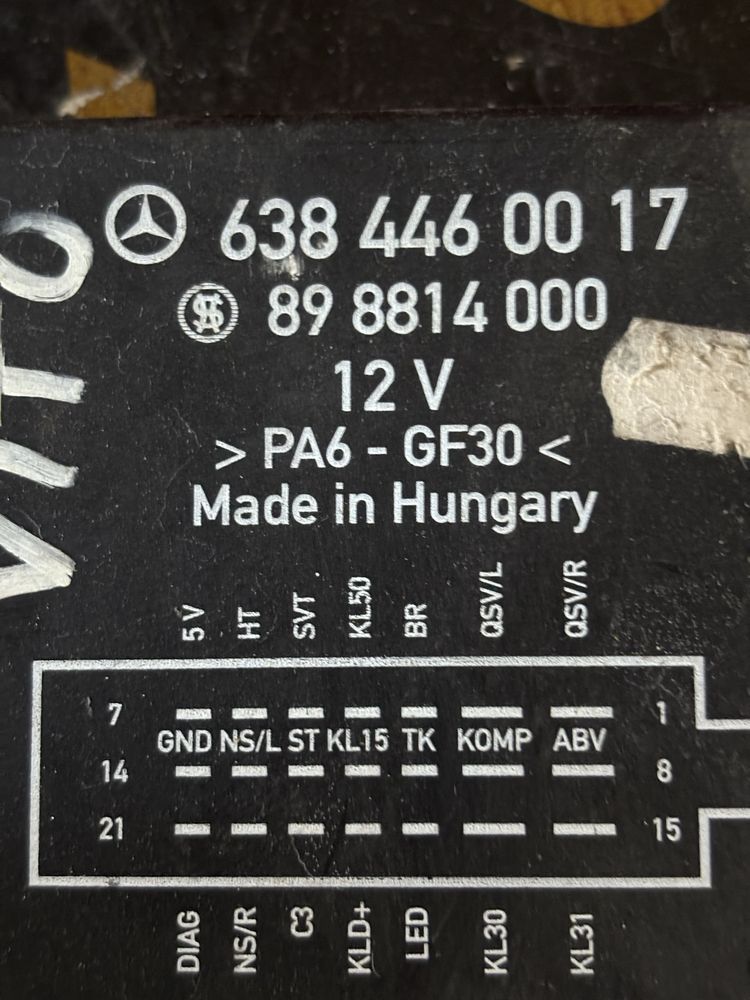 638 446 00 17
89 8814 000
12 V
> PA6 - GF30 <
Made in Hungary
VITO
5 V HT SVT KL50 BR QSV/L QSV/R
7 1
GND NS/L ST KL15 TK KOMP ABV
14 8
21 15
DIAG NS/R C3 KLD+ LED KL30 KL31